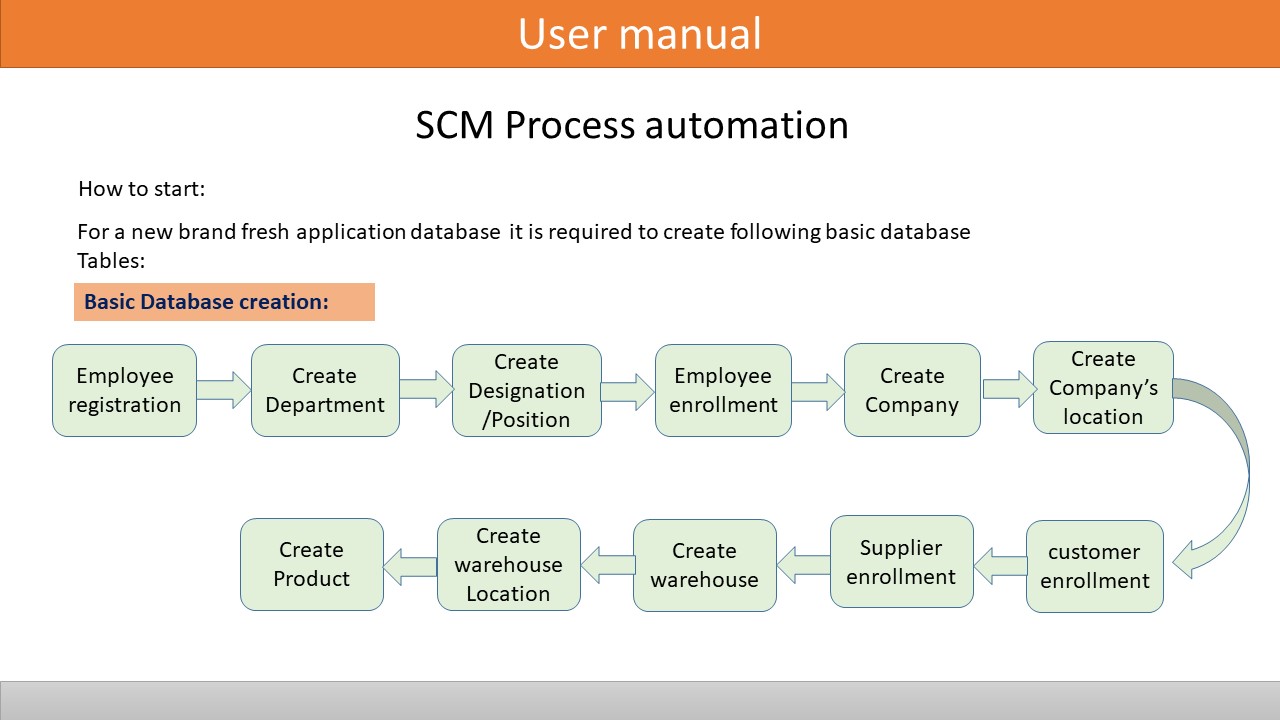 User manual
SCM Process automation
How to start:
For a new brand fresh application database it is required to create following basic database
Tables:
Basic Database creation:
Employee
registration
Create
Department
Create
Designation
/Position
Employee
enrollment
Create
Company
Create
Company’s
location
customer
enrollment
Supplier
enrollment
Create
warehouse
Create
warehouse
Location
Create
Product